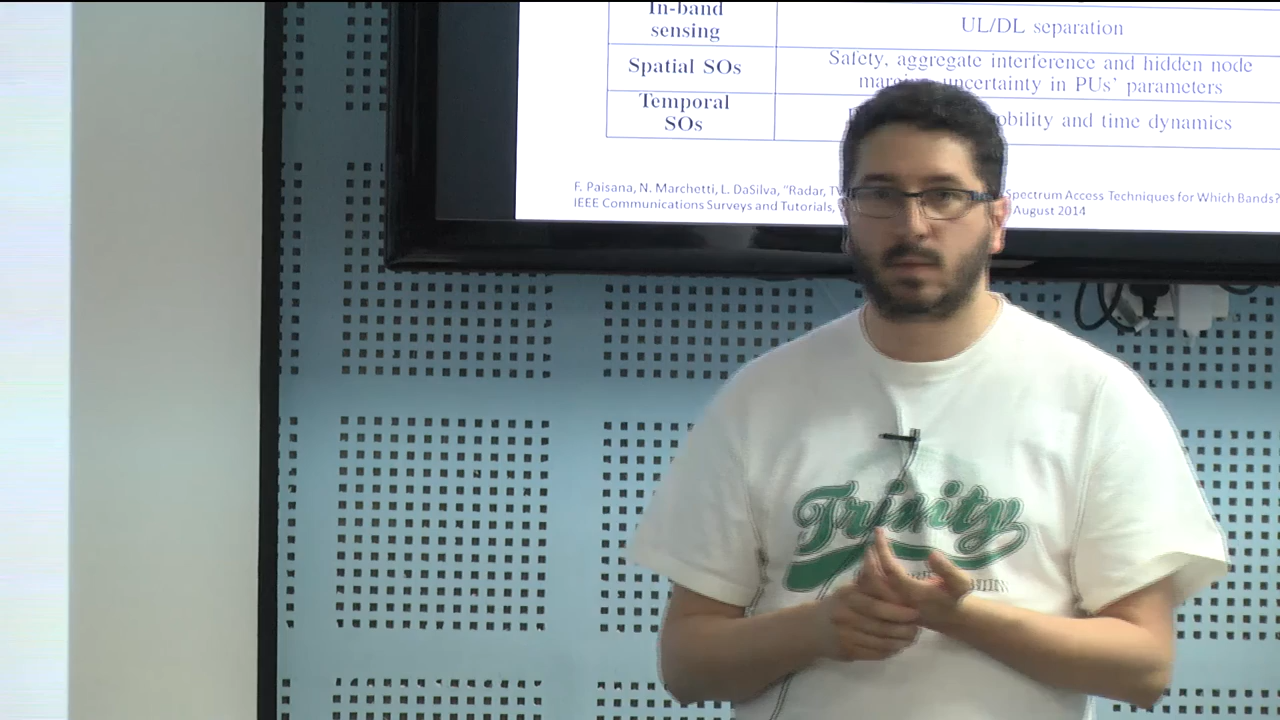 In-band
sensing
UL/DL separation
Spatial SOs
Safety, aggregate interference and hidden node
uncertainty in PUs' parameters
Temporal
SOs
and time dynamics
F. Paisana, N. Marchetti, L. DaSilva, "Radar,
Spectrum Access Techniques for Which Bands?
IEEE Communications Surveys and Tutorials,
August 2014
Trinity